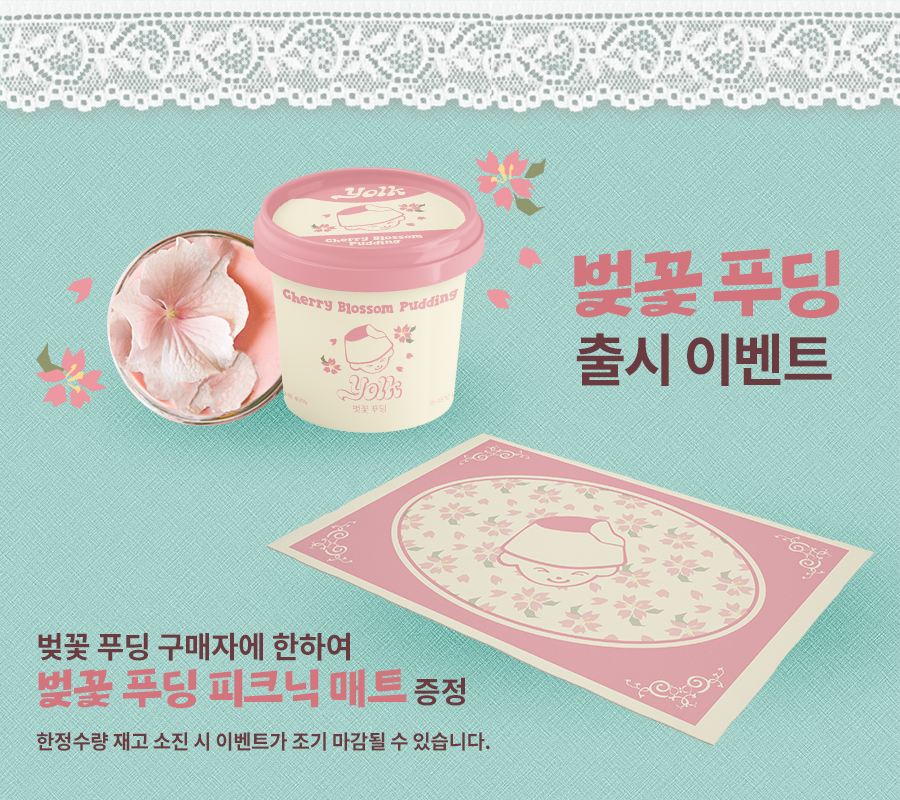 Yolk
Cherry Blossom
Pudding
Cherry Blossom Pudding
Yolk
벚꽃 푸딩
벚꽃 푸딩
출시 이벤트
벚꽃 푸딩 구매자에 한하여
벚꽃 푸딩 피크닉 매트 증정
한정수량 재고 소진 시 이벤트가 조기 마감될 수 있습니다.